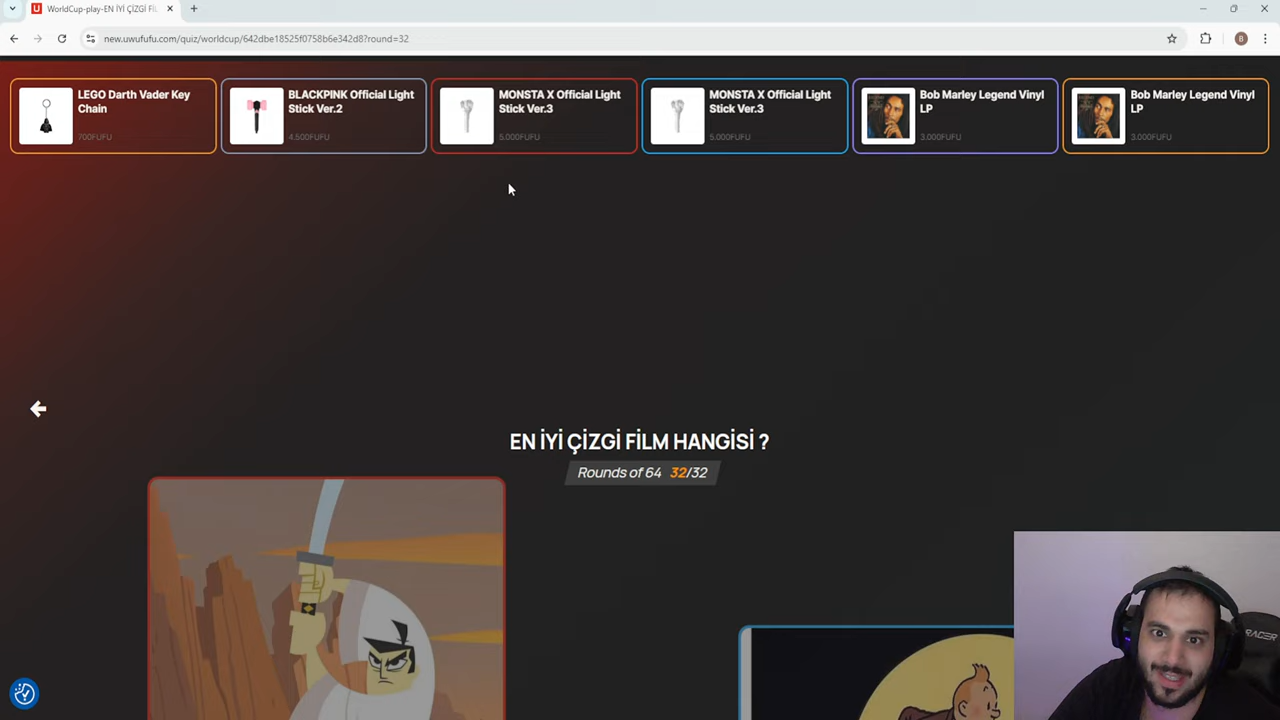 WorldCup-play-EN İYİ ÇİZGİ Fİ
new.uwufufu.com/quiz/worldcup/642dbe18525f0758b6e342d8?round=32
B
LEGO Darth Vader Key
Chain
700FUFU
BLACKPINK Official Light
Stick Ver.2
4.500FUFU
MONSTA X Official Light
Stick Ver.3
5.000FUFU
MONSTA X Official Light
Stick Ver.3
5.000FUFU
Bob Marley Legend Vinyl
LP
3.000FUFU
Bob Marley Legend Vinyl
LP
3.000FUFU
EN İYİ ÇİZGİ FİLM HANGİSİ ?
Rounds of 64 32/32
RACER